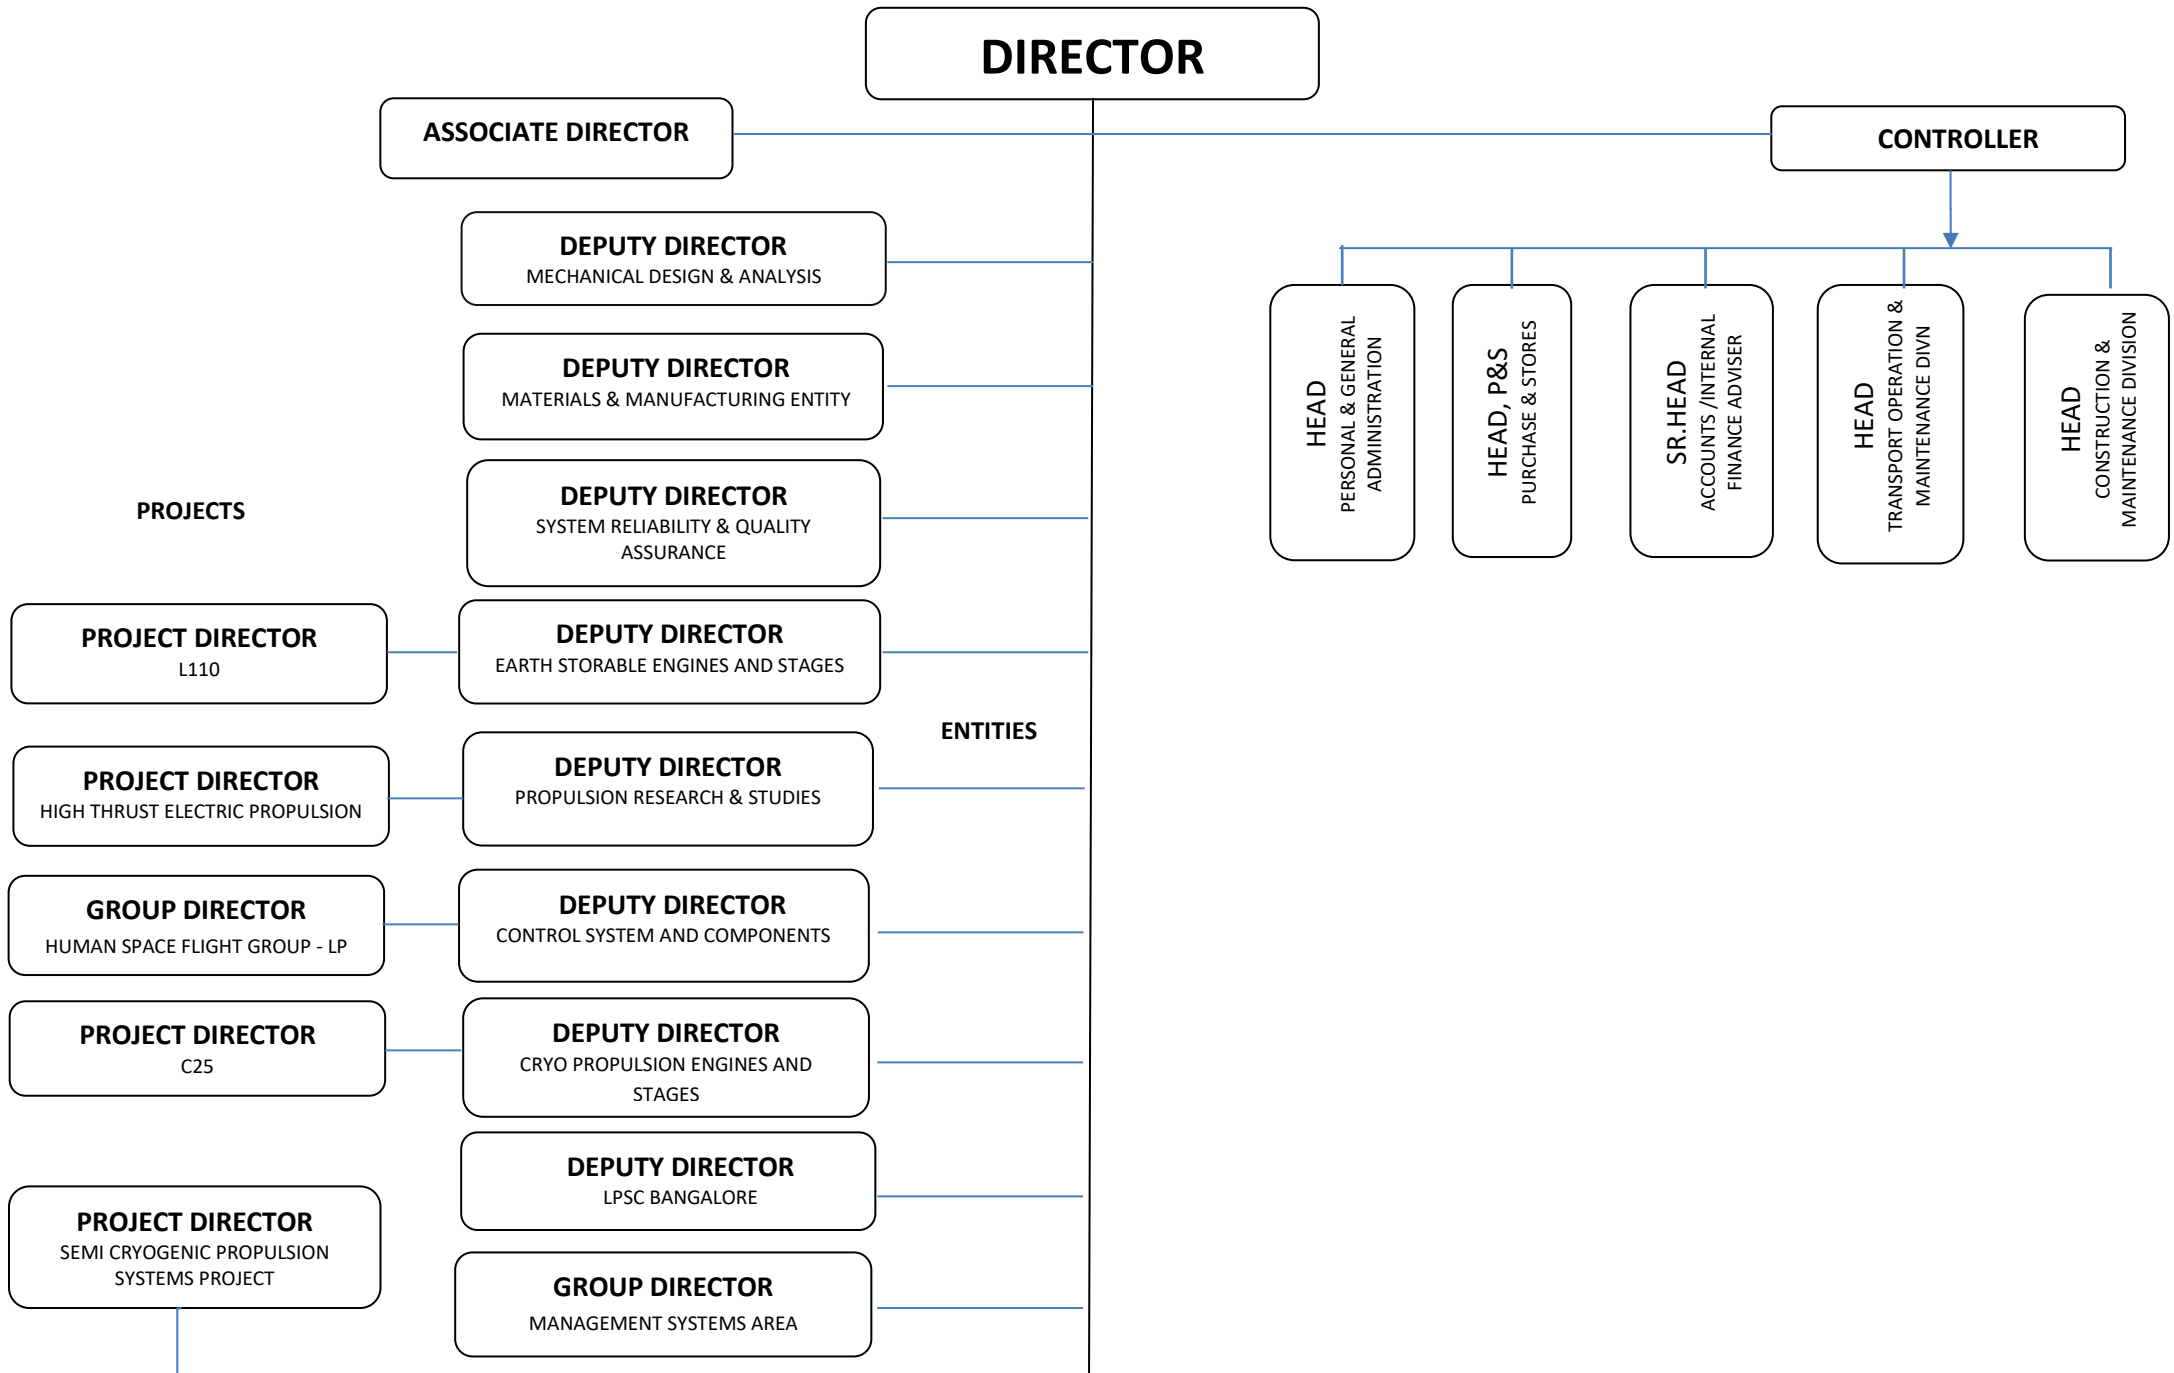 DIRECTOR
ASSOCIATE DIRECTOR
CONTROLLER
DEPUTY DIRECTOR
MECHANICAL DESIGN & ANALYSIS
DEPUTY DIRECTOR
MATERIALS & MANUFACTURING ENTITY
PROJECTS
DEPUTY DIRECTOR
SYSTEM RELIABILITY & QUALITY
ASSURANCE
PROJECT DIRECTOR
L110
DEPUTY DIRECTOR
EARTH STORABLE ENGINES AND STAGES
ENTITIES
PROJECT DIRECTOR
HIGH THRUST ELECTRIC PROPULSION
DEPUTY DIRECTOR
PROPULSION RESEARCH & STUDIES
GROUP DIRECTOR
HUMAN SPACE FLIGHT GROUP - LP
DEPUTY DIRECTOR
CONTROL SYSTEM AND COMPONENTS
PROJECT DIRECTOR
C25
DEPUTY DIRECTOR
CRYO PROPULSION ENGINES AND
STAGES
DEPUTY DIRECTOR
LPSC BANGALORE
PROJECT DIRECTOR
SEMI CRYOGENIC PROPULSION
SYSTEMS PROJECT
GROUP DIRECTOR
MANAGEMENT SYSTEMS AREA
HEAD
PERSONAL & GENERAL
ADMINISTRATION
HEAD, P&S
PURCHASE & STORES
SR.HEAD
ACCOUNTS /INTERNAL
FINANCE ADVISER
HEAD
TRANSPORT OPERATION &
MAINTENANCE DIVN
HEAD
CONSTRUCTION &
MAINTENANCE DIVISION